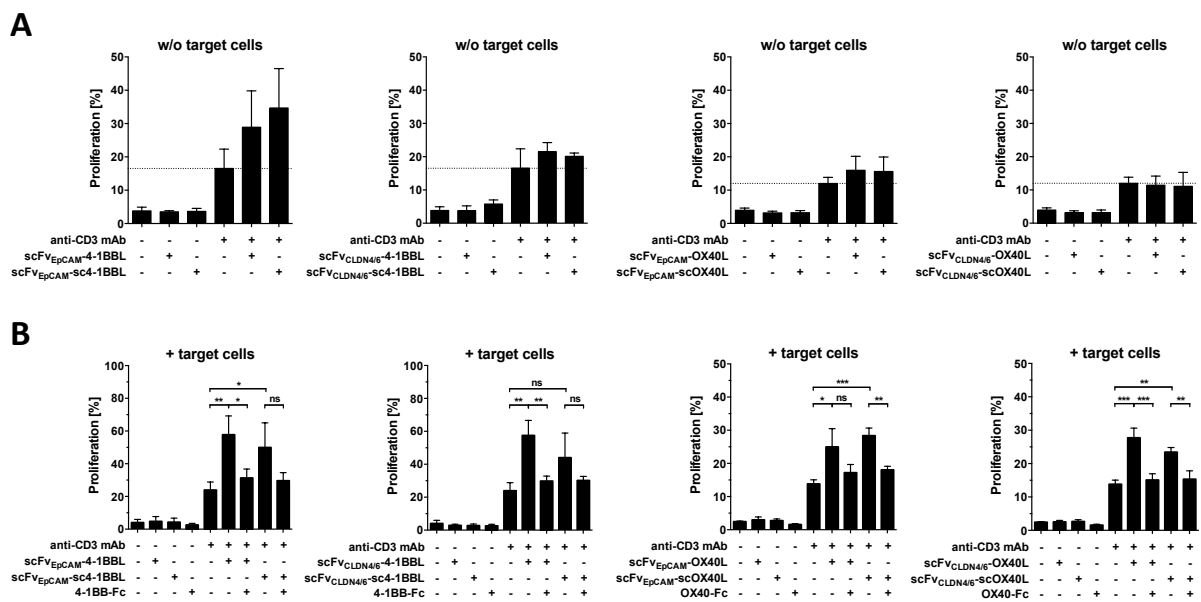 A
w/o target cells
Proliferation [%]
50
40
30
20
10
0
anti-CD3 mAb - - - + + +
scFvEpCAM-4-1BBL - + - - + -
scFvEpCAM-sc4-1BBL - - + - - +
w/o target cells
Proliferation [%]
50
40
30
20
10
0
anti-CD3 mAb - - - + + +
scFvCLDN4/6-4-1BBL - + - - + -
scFvCLDN4/6-sc4-1BBL - - + - - +
w/o target cells
Proliferation [%]
50
40
30
20
10
0
anti-CD3 mAb - - - + + +
scFvEpCAM-OX40L - + - - + -
scFvEpCAM-scOX40L - - + - - +
w/o target cells
Proliferation [%]
50
40
30
20
10
0
anti-CD3 mAb - - - + + +
scFvCLDN4/6-OX40L - + - - + -
scFvCLDN4/6-scOX40L - - + - - +
B
+ target cells
Proliferation [%]
100
80
60
40
20
0
*
** * ns
anti-CD3 mAb - - - - + + + + +
scFvEpCAM-4-1BBL - + - - - + + - -
scFvEpCAM-sc4-1BBL - - + - - - - + +
4-1BB-Fc - - - + - - + - +
+ target cells
Proliferation [%]
100
80
60
40
20
0
ns
** ** ns
anti-CD3 mAb - - - - + + + + +
scFvCLDN4/6-4-1BBL - + - - - + + - -
scFvCLDN4/6-sc4-1BBL - - + - - - - + +
4-1BB-Fc - - - + - - + - +
+ target cells
Proliferation [%]
50
40
30
20
10
0
***
* ns **
anti-CD3 mAb - - - - + + + + +
scFvEpCAM-OX40L - + - - - + + - -
scFvEpCAM-scOX40L - - + - - - - + +
OX40-Fc - - - + - - + - +
+ target cells
Proliferation [%]
50
40
30
20
10
0
**
*** *** **
anti-CD3 mAb - - - - + + + + +
scFvCLDN4/6-OX40L - + - - - + + - -
scFvCLDN4/6-scOX40L - - + - - - - + +
OX40-Fc - - - + - - + - +